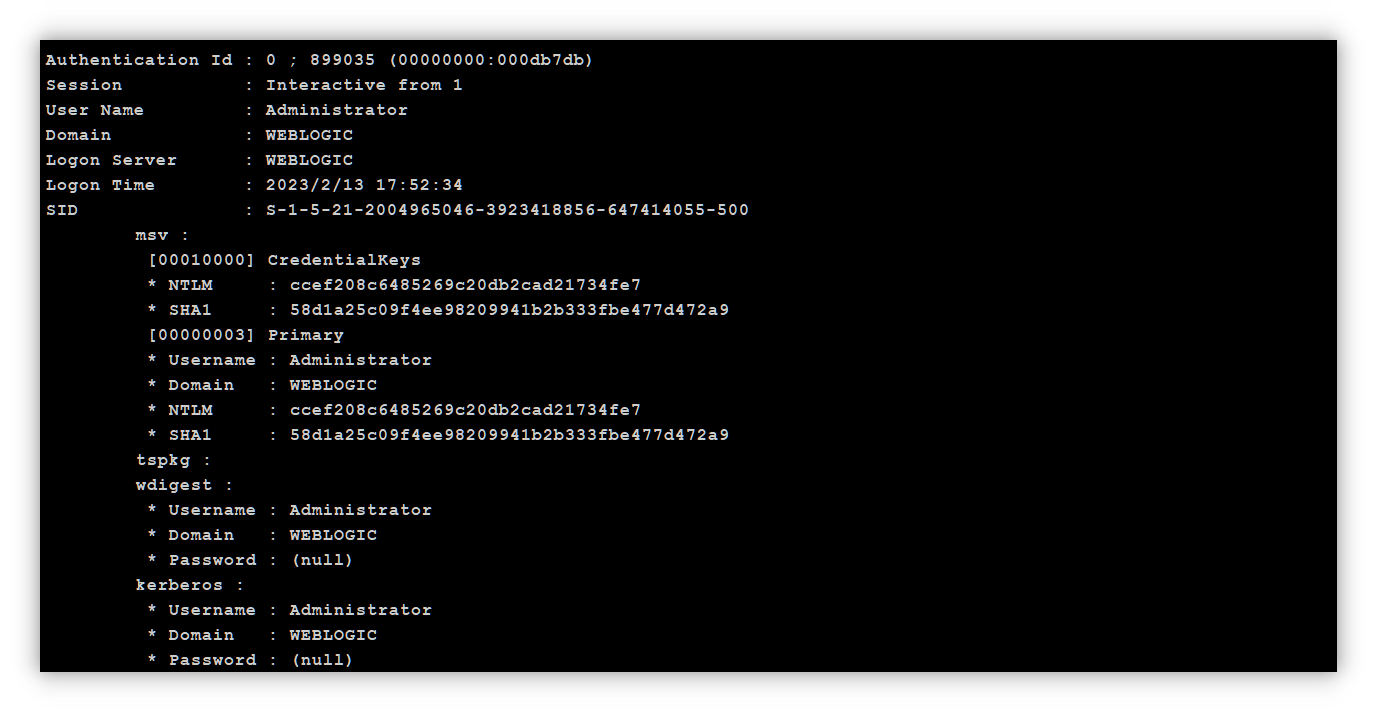 Authentication Id : 0 ; 899035 (00000000:000db7db)
Session           : Interactive from 1
User Name         : Administrator
Domain            : WEBLOGIC
Logon Server      : WEBLOGIC
Logon Time        : 2023/2/13 17:52:34
SID               : S-1-5-21-2004965046-3923418856-647414055-500
        msv :
         [00010000] CredentialKeys
         * NTLM     : ccef208c6485269c20db2cad21734fe7
         * SHA1     : 58d1a25c09f4ee98209941b2b333fbe477d472a9
         [00000003] Primary
         * Username : Administrator
         * Domain   : WEBLOGIC
         * NTLM     : ccef208c6485269c20db2cad21734fe7
         * SHA1     : 58d1a25c09f4ee98209941b2b333fbe477d472a9
        tspkg :
        wdigest :
         * Username : Administrator
         * Domain   : WEBLOGIC
         * Password : (null)
        kerberos :
         * Username : Administrator
         * Domain   : WEBLOGIC
         * Password : (null)